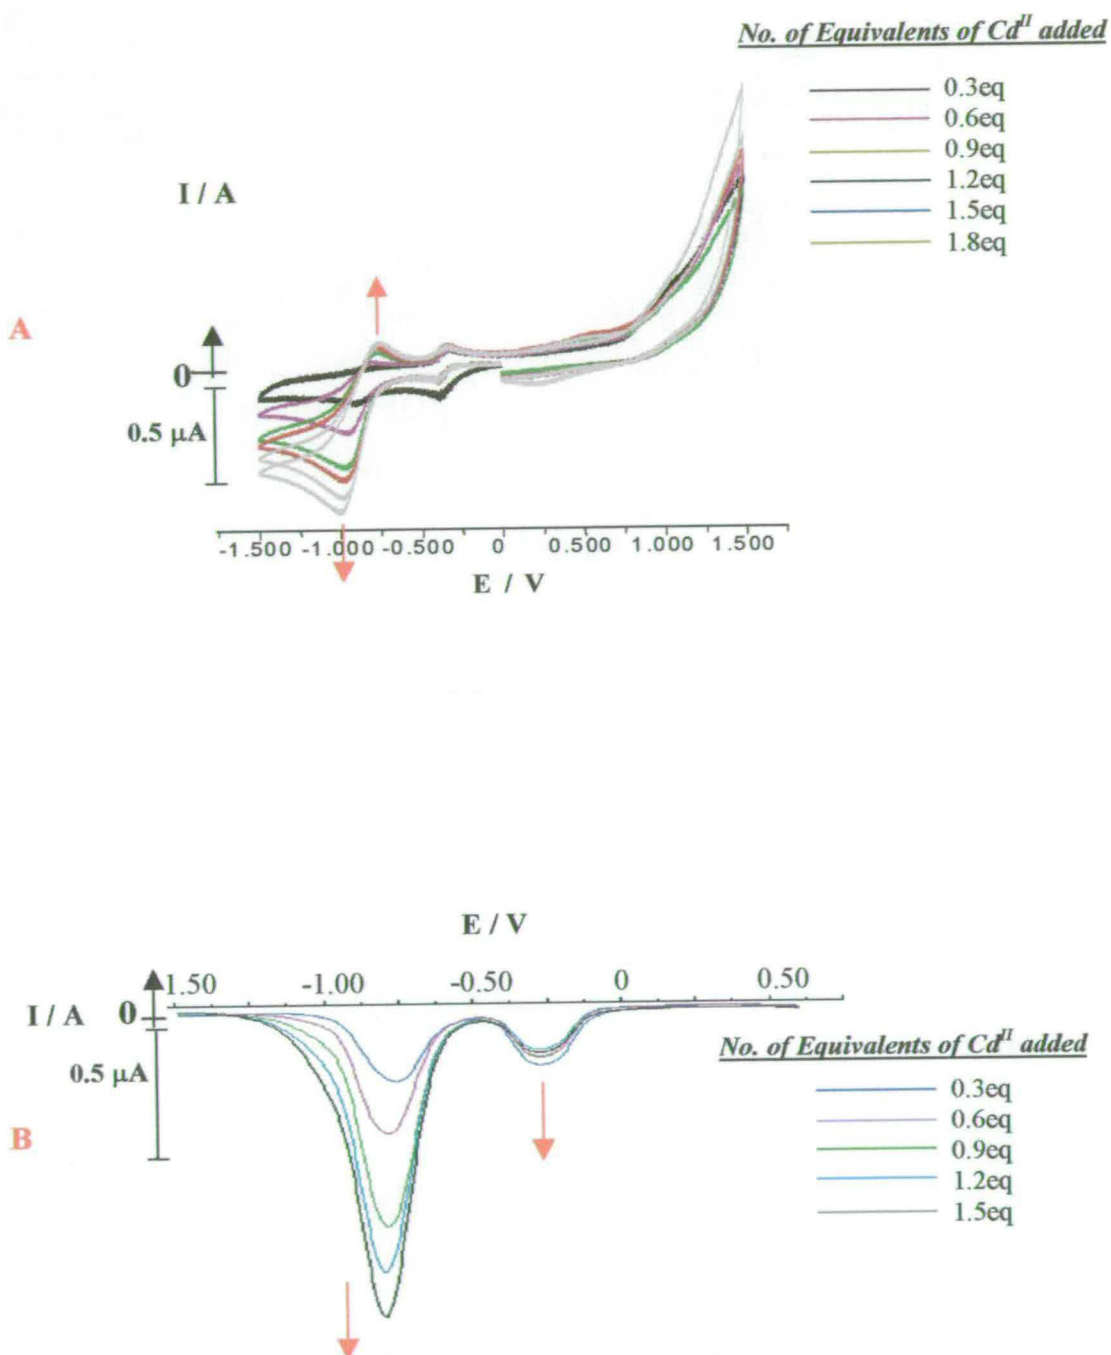 No. of Equivalents of Cd^II added
0.3eq
0.6eq
0.9eq
1.2eq
1.5eq
1.8eq
I / A
A
0
0.5 μA
-1.500 -1.000 -0.500 0 0.500 1.000 1.500
E / V
E / V
1.50 -1.00 -0.50 0 0.50
I / A 0
0.5 μA
B
No. of Equivalents of Cd^II added
0.3eq
0.6eq
0.9eq
1.2eq
1.5eq